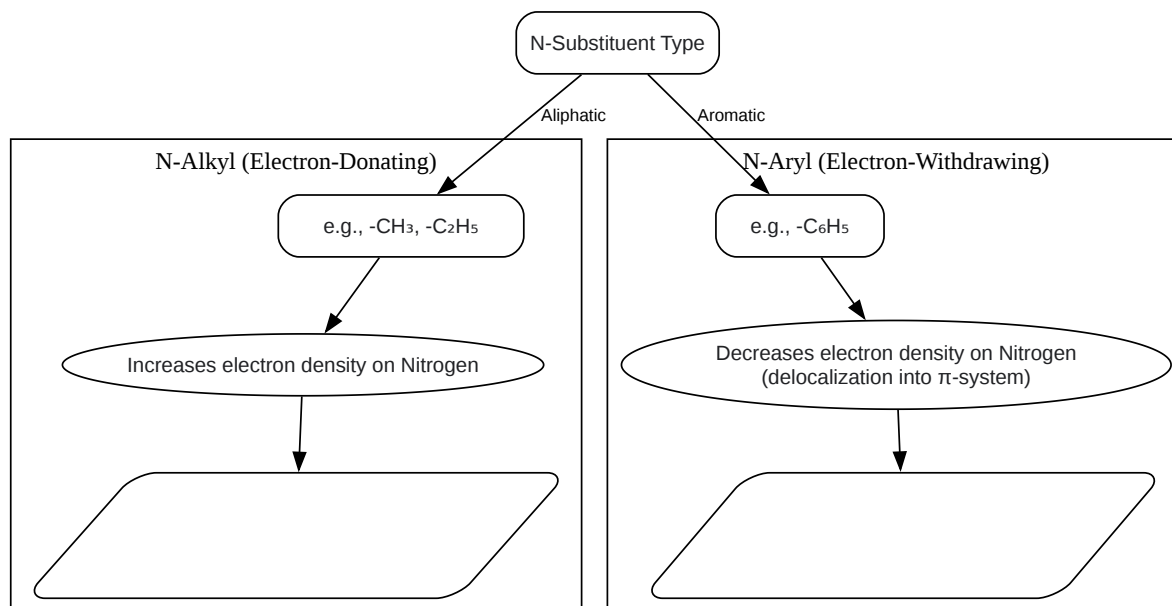 N-Substituent Type
Aliphatic
Aromatic
N-Alkyl (Electron-Donating)
N-Aryl (Electron-Withdrawing)
e.g., -CH₃, -C₂H₅
e.g., -C₆H₅
Increases electron density on Nitrogen
Decreases electron density on Nitrogen
(delocalization into π-system)